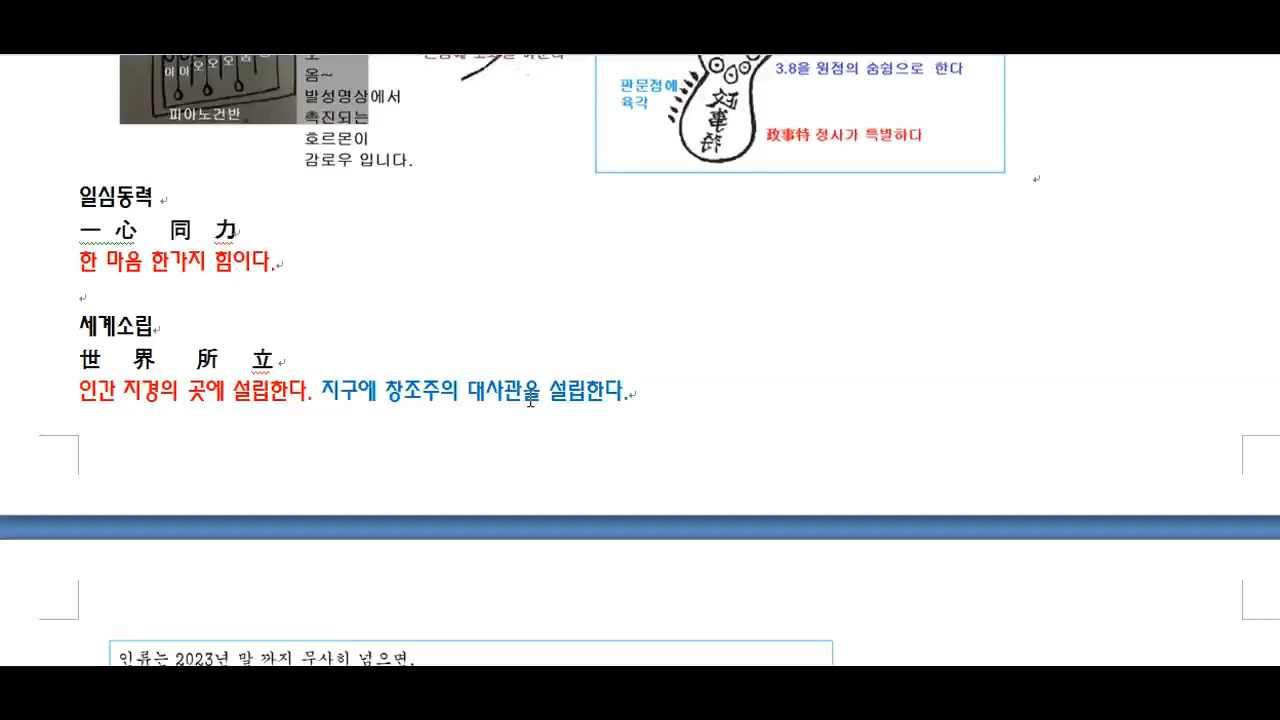 아 이 오 오 오
피아노건반
옴~
발성명상에서
촉진되는
호르몬이
감로우 입니다.
판문점에
육각
3.8을 원점의 숨쉼으로 한다
政事特 정사가 특별하다
일심동력
一 心 同 力
한 마음 한가지 힘이다.
세계소립
世 界 所 立
인간 지경의 곳에 설립한다. 지구에 창조주의 대사관을 설립한다.
인류는 2023년 말 까지 무사히 넘으면.